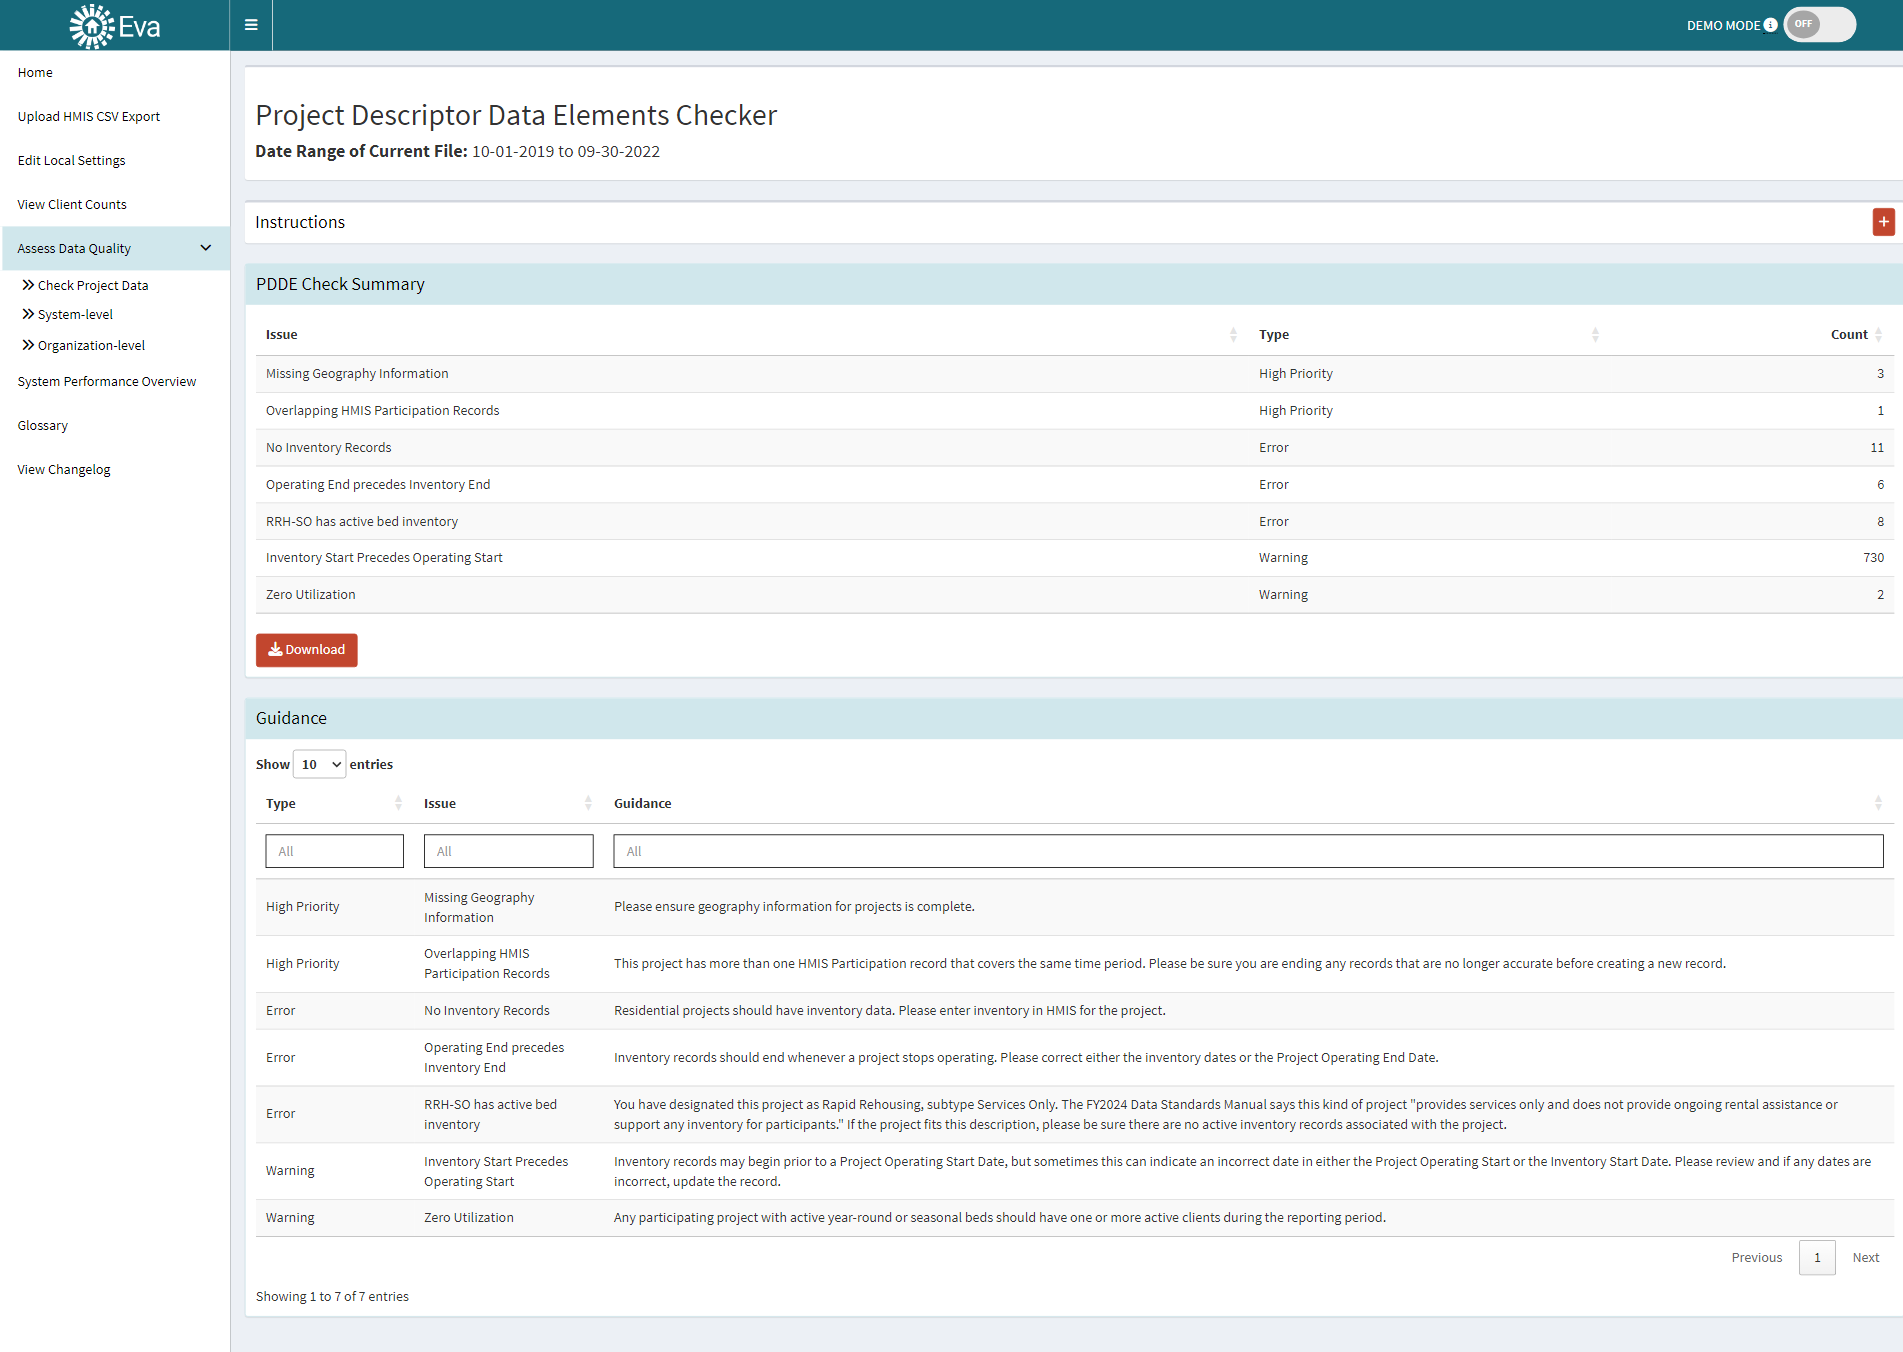 Eva
DEMO MODE i OFF
Home
Upload HMIS CSV Export
Edit Local Settings
View Client Counts
Assess Data Quality
Check Project Data
System-level
Organization-level
System Performance Overview
Glossary
View Changelog
Project Descriptor Data Elements Checker
Date Range of Current File: 10-01-2019 to 09-30-2022
Instructions
PDDE Check Summary
Issue Type Count
Missing Geography Information High Priority 3
Overlapping HMIS Participation Records High Priority 1
No Inventory Records Error 11
Operating End precedes Inventory End Error 6
RRH-SO has active bed inventory Error 8
Inventory Start Precedes Operating Start Warning 730
Zero Utilization Warning 2
Download
Guidance
Show 10 entries
Type Issue Guidance
All All All
High Priority
Missing Geography
Information
Please ensure geography information for projects is complete.
High Priority
Overlapping HMIS
Participation Records
This project has more than one HMIS Participation record that covers the same time period. Please be sure you are ending any records that are no longer accurate before creating a new record.
Error
No Inventory Records
Residential projects should have inventory data. Please enter inventory in HMIS for the project.
Error
Operating End precedes
Inventory End
Inventory records should end whenever a project stops operating. Please correct either the inventory dates or the Project Operating End Date.
Error
RRH-SO has active bed
inventory
You have designated this project as Rapid Rehousing, subtype Services Only. The FY2024 Data Standards Manual says this kind of project "provides services only and does not provide ongoing rental assistance or
support any inventory for participants." If the project fits this description, please be sure there are no active inventory records associated with the project.
Warning
Inventory Start Precedes
Operating Start
Inventory records may begin prior to a Project Operating Start Date, but sometimes this can indicate an incorrect date in either the Project Operating Start or the Inventory Start Date. Please review and if any dates are
incorrect, update the record.
Warning
Zero Utilization
Any participating project with active year-round or seasonal beds should have one or more active clients during the reporting period.
Previous 1 Next
Showing 1 to 7 of 7 entries